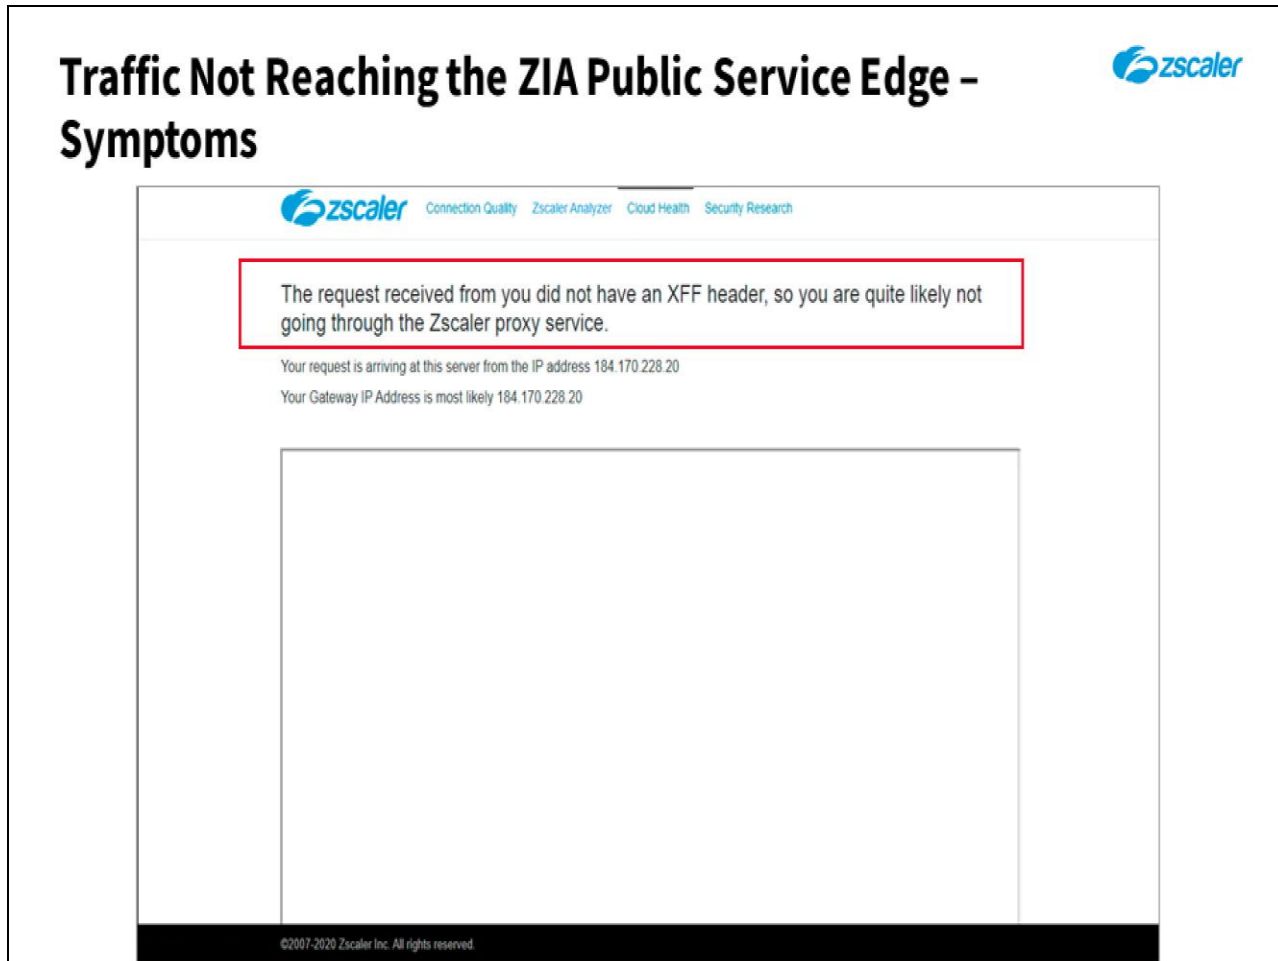 Traffic Not Reaching the ZIA Public Service Edge –
Symptoms
zscaler
zscaler Connection Quality Zscaler Analyzer Cloud Health Security Research
The request received from you did not have an XFF header, so you are quite likely not
going through the Zscaler proxy service.
Your request is arriving at this server from the IP address 184.170.228.20
Your Gateway IP Address is most likely 184.170.228.20
©2007-2020 Zscaler Inc. All rights reserved.